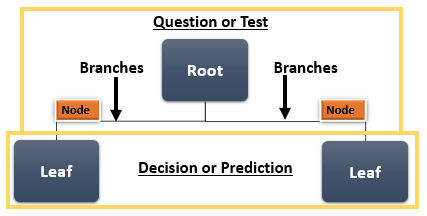 Question or Test
Branches
Root
Branches
Node
Node
Leaf
Decision or Prediction
Leaf